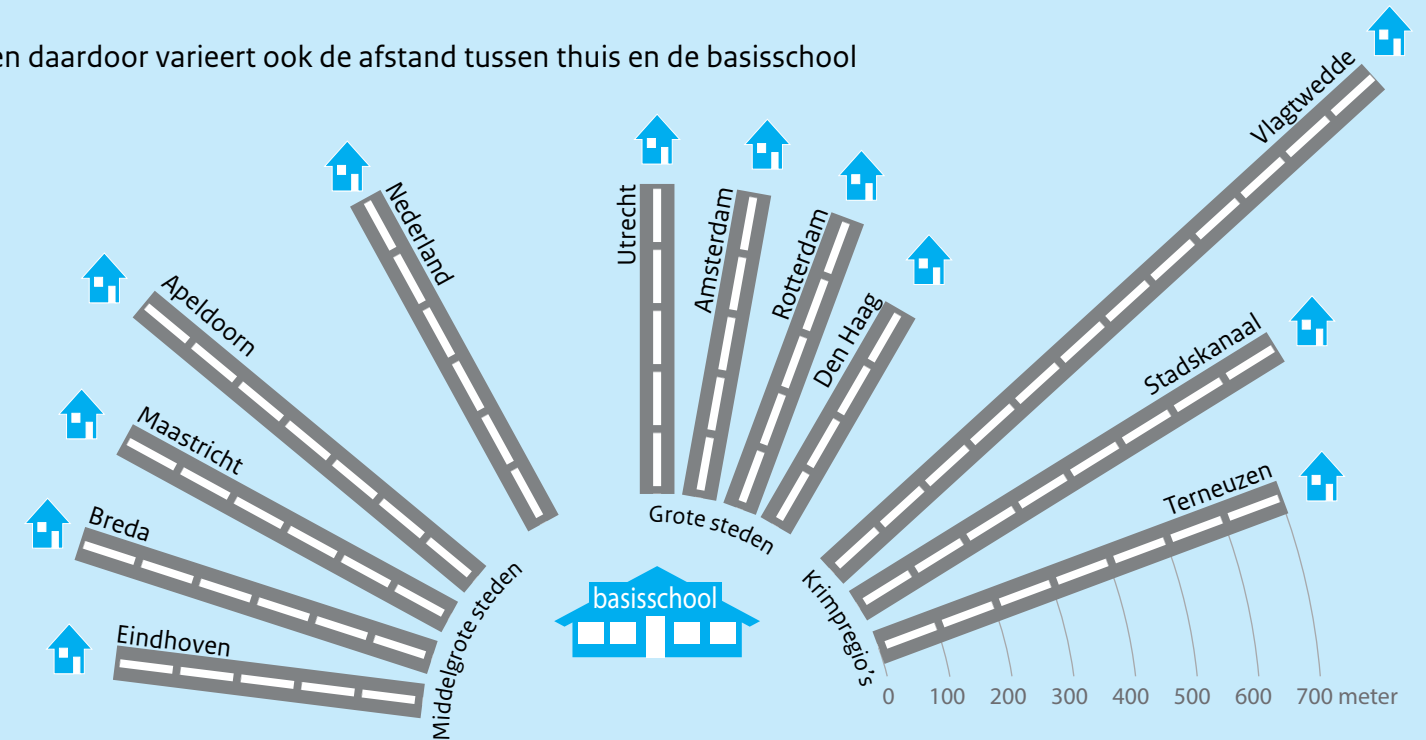 en daardoor varieert ook de afstand tussen thuis en de basisschool
Nederland
Apeldoorn
Maastricht
Breda
Eindhoven
Middelgrote steden
Utrecht
Amsterdam
Rotterdam
Den Haag
Grote steden
basisschool
Vlagtwedde
Stadskanaal
Terneuzen
Krimpregio's
0 100 200 300 400 500 600 700 meter